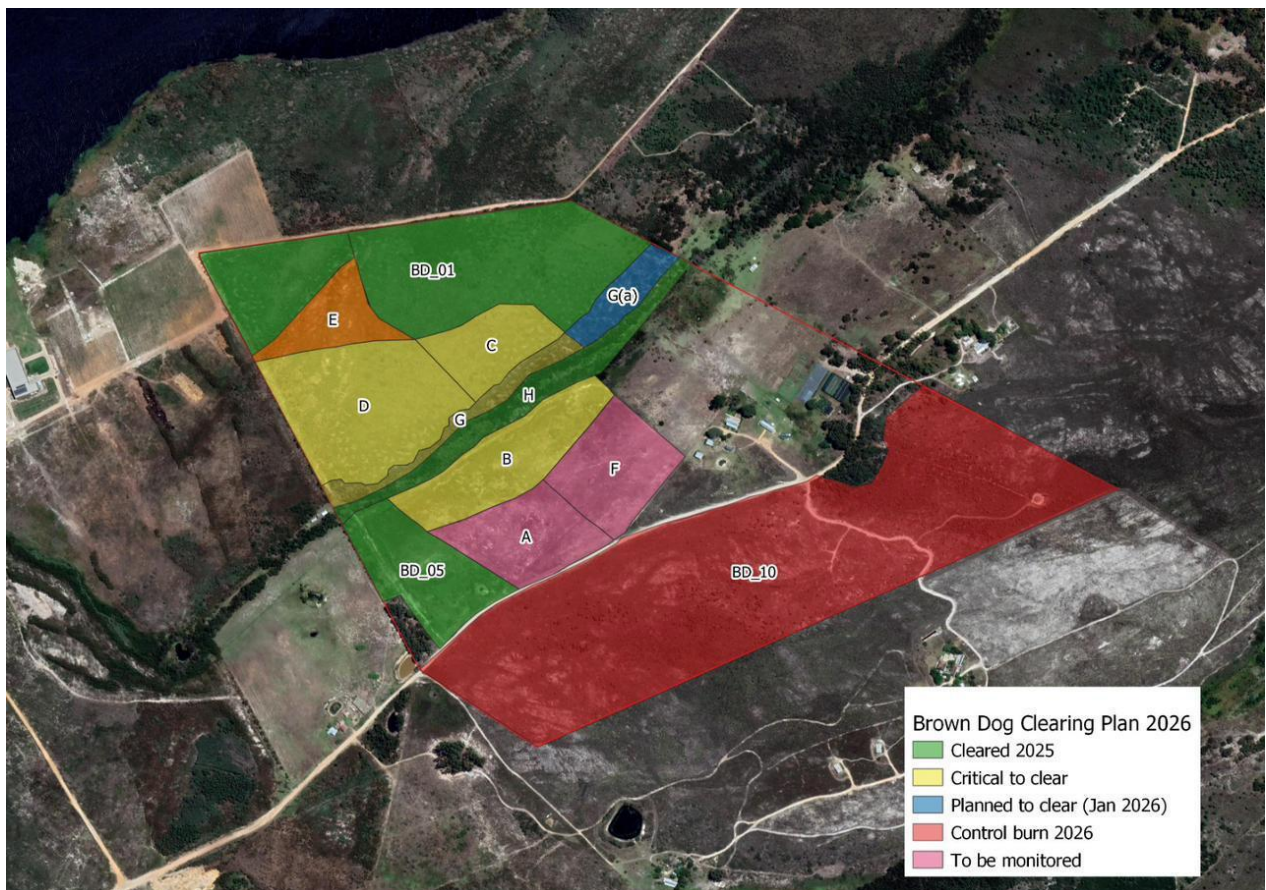 BD_01
G(a)
E
C
D
H
G
B
F
A
BD_05
BD_10
Brown Dog Clearing Plan 2026
Cleared 2025
Critical to clear
Planned to clear (Jan 2026)
Control burn 2026
To be monitored